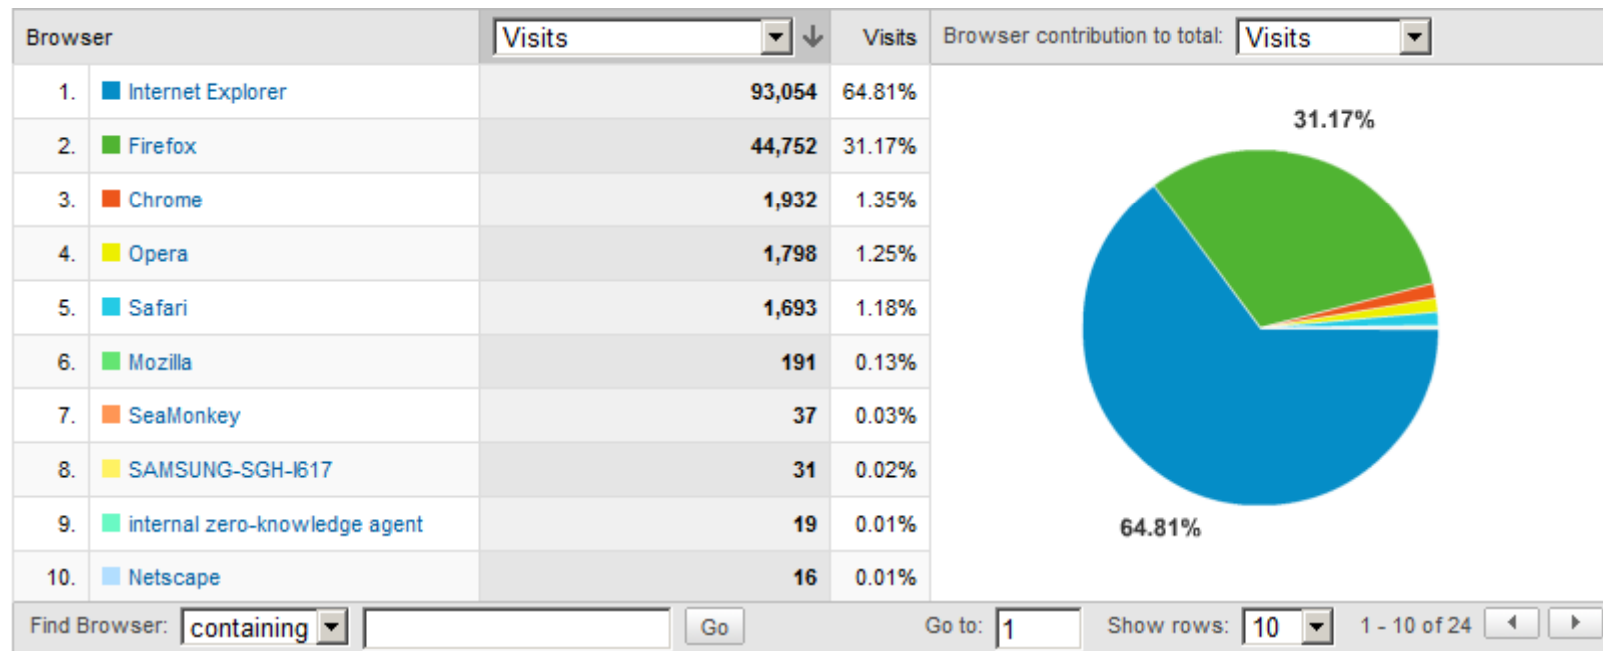 Browser Visits Visits Browser contribution to total: Visits
1. Internet Explorer 93,054 64.81%
2. Firefox 44,752 31.17%
3. Chrome 1,932 1.35%
4. Opera 1,798 1.25%
5. Safari 1,693 1.18%
6. Mozilla 191 0.13%
7. SeaMonkey 37 0.03%
8. SAMSUNG-SGH-I617 31 0.02%
9. internal zero-knowledge agent 19 0.01%
10. Netscape 16 0.01%
31.17%
64.81%
Find Browser: containing Go Go to: 1 Show rows: 10 1 - 10 of 24